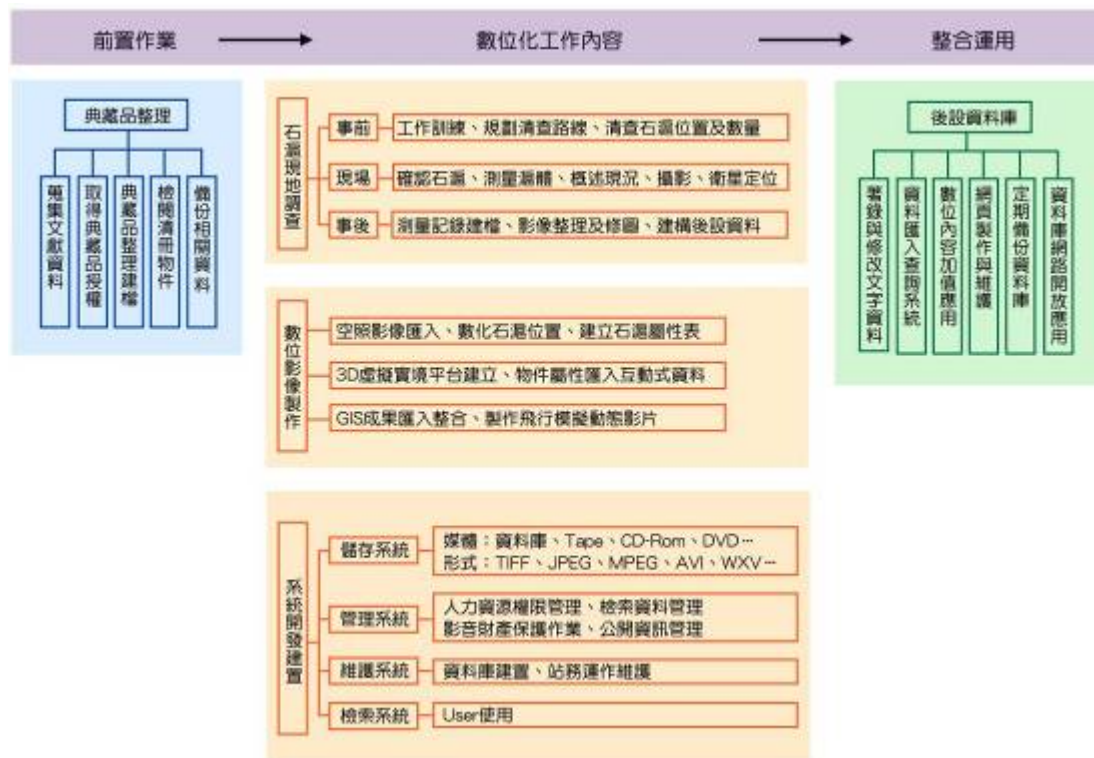 前置作業
數位化工作內容
整合運用
典藏品整理
蒐集文獻資料
取得典藏品授權
典藏品整理建檔
檢閱清冊物件
備份相關資料
石滬現地調查
事前
工作訓練、規劃清查路線、清查石滬位置及數量
現場
確認石滬、測量滬體、概述現況、攝影、衛星定位
事後
測量記錄建檔、影像整理及修圖、建構後設資料
數位影像製作
空照影像匯入、數化石滬位置、建立石滬屬性表
3D虛擬實境平台建立、物件屬性匯入互動式資料
GIS成果匯入整合、製作飛行模擬動態影片
系統開發建置
儲存系統
媒體：資料庫、Tape、CD-Rom、DVD…
形式：TIFF、JPEG、MPEG、AVI、WXV…
管理系統
人力資源權限管理、檢索資料管理
影音財產保護作業、公開資訊管理
維護系統
資料庫建置、站務運作維護
檢索系統
User使用
後設資料庫
著錄與修改文字資料
資料匯入查詢系統
數位內容加值應用
網頁製作與維護
定期備份資料庫
資料庫網路開放應用